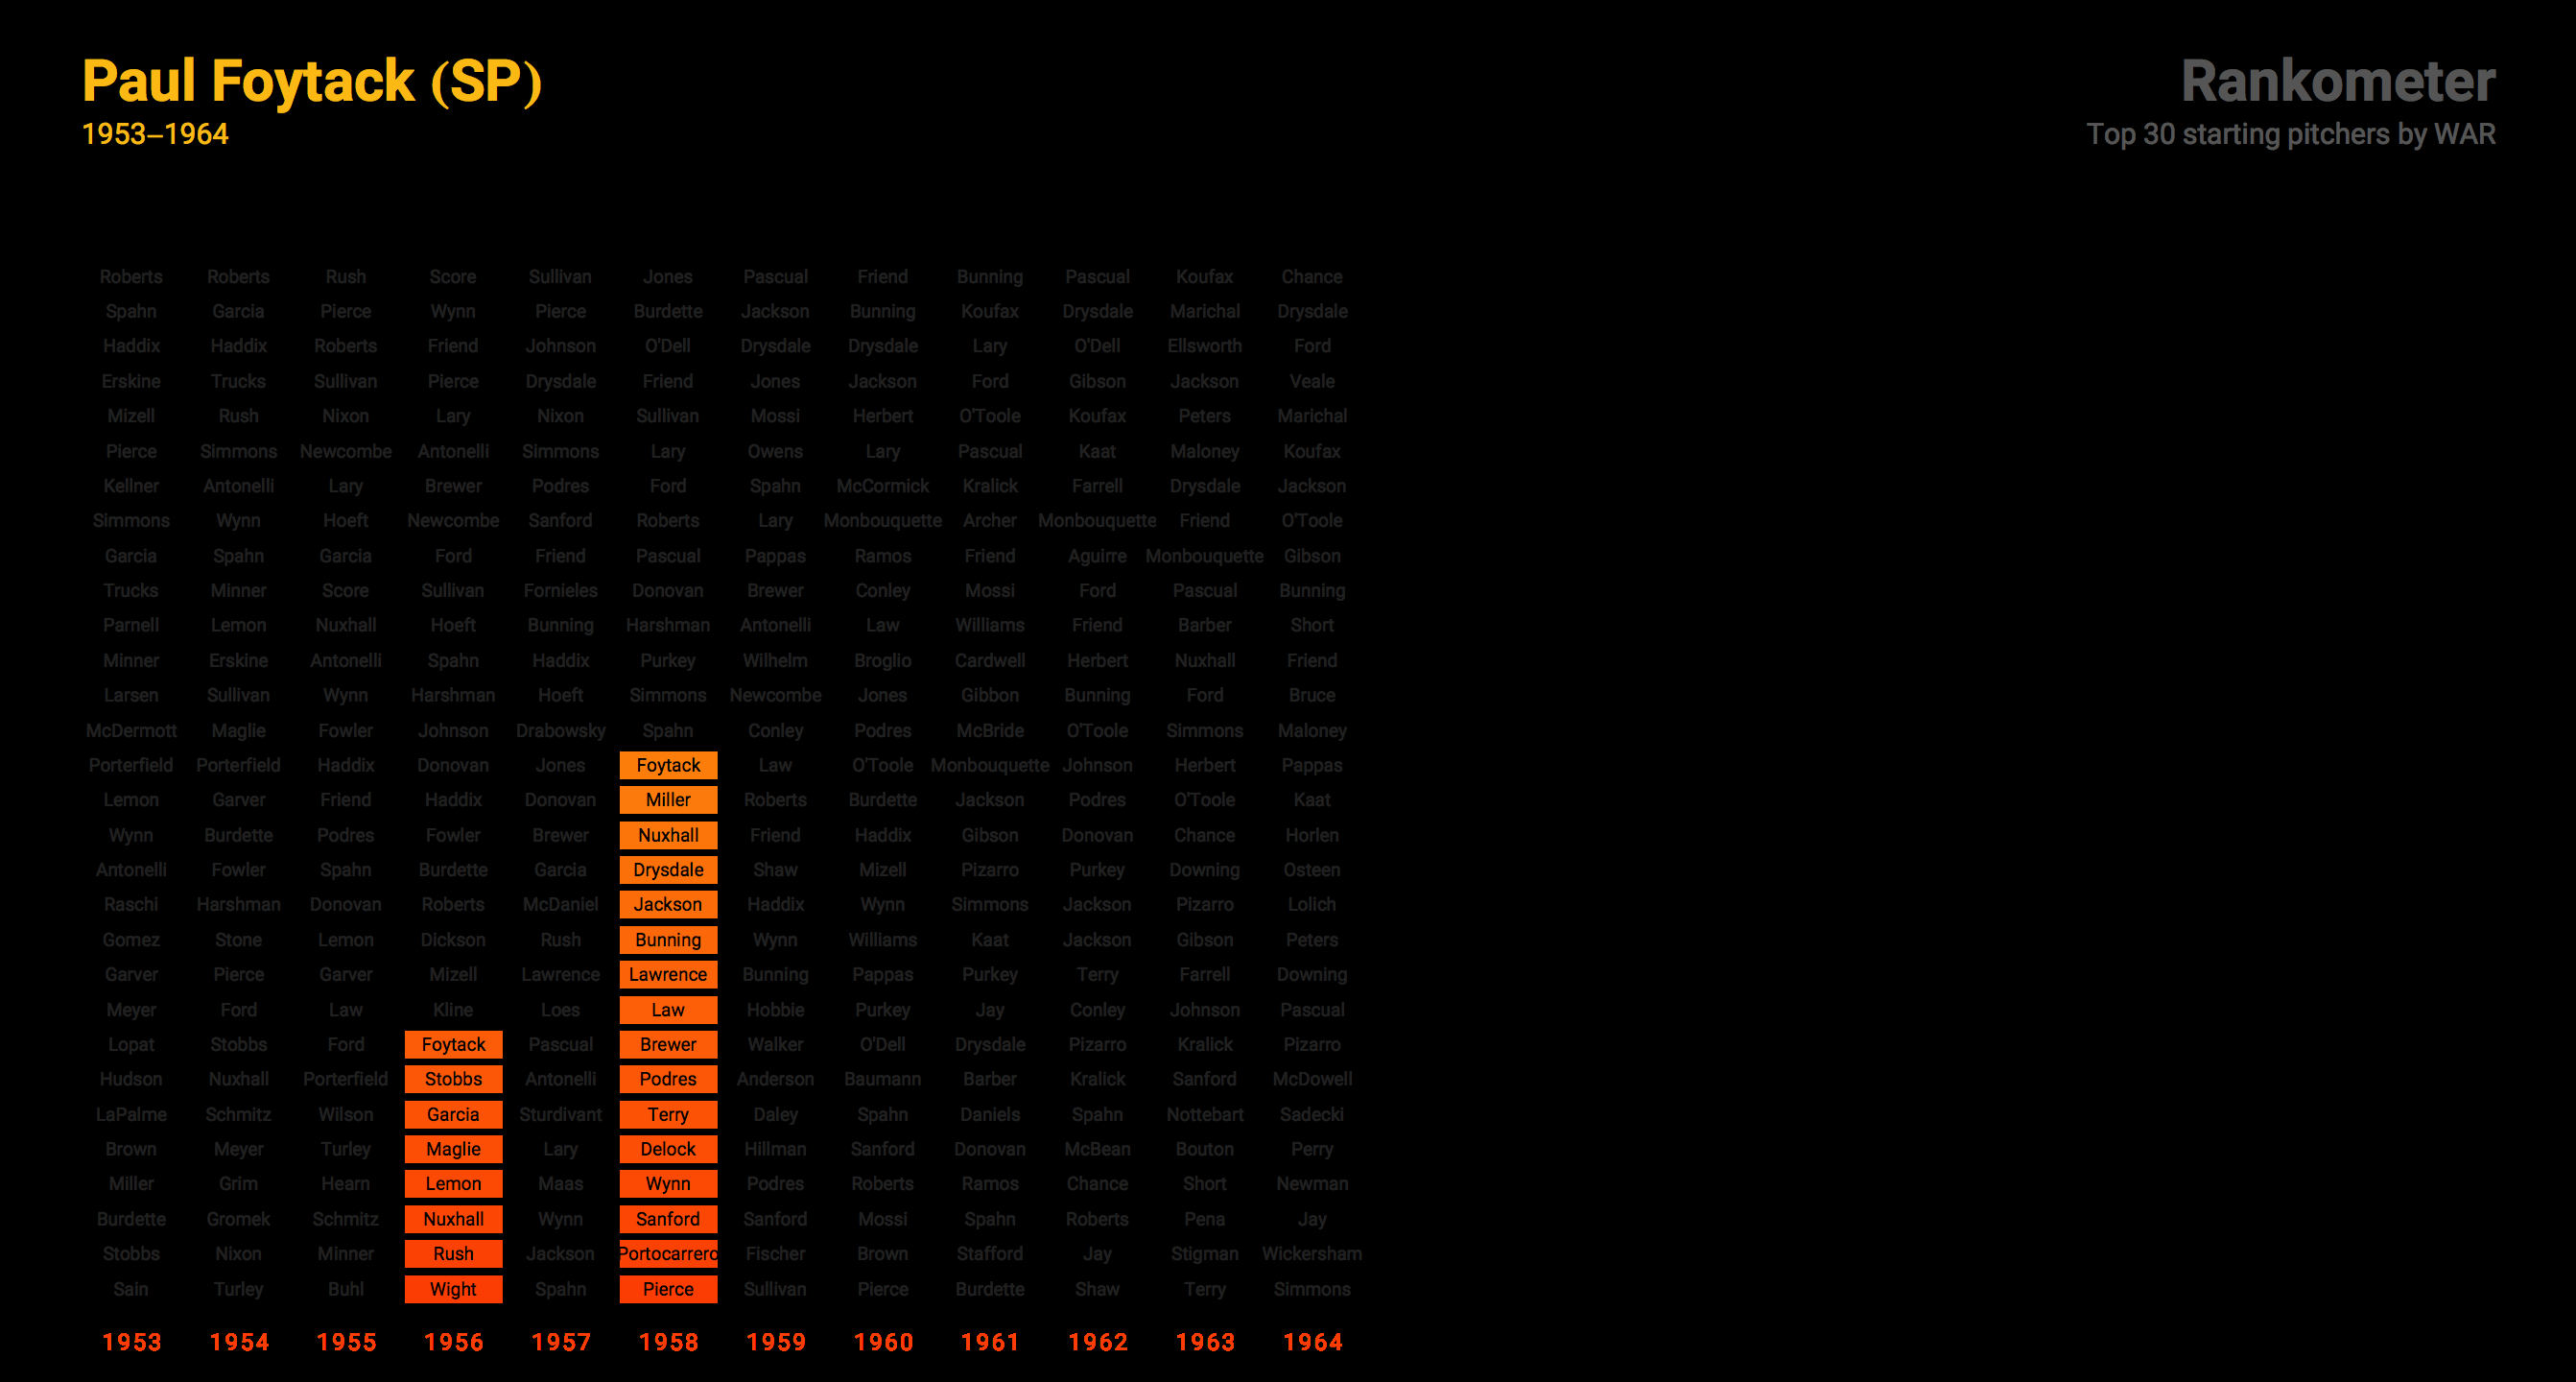 Paul Foytack (SP)
1953–1964
Rankometer
Top 30 starting pitchers by WAR
Roberts Roberts Rush Score Sullivan Jones Pascual Friend Bunning Pascual Koufax Chance
Spahn Garcia Pierce Wynn Pierce Burdette Jackson Bunning Koufax Drysdale Marichal Drysdale
Haddix Haddix Roberts Friend Johnson O'Dell Drysdale Drysdale Lary O'Dell Ellsworth Ford
Erskine Trucks Sullivan Pierce Drysdale Friend Jones Jackson Ford Gibson Jackson Veale
Mizell Rush Nixon Lary Nixon Sullivan Mossi Herbert O'Toole Koufax Peters Marichal
Pierce Simmons Newcombe Antonelli Simmons Lary Owens Lary Pascual Kaat Maloney Koufax
Kellner Antonelli Lary Brewer Podres Ford Spahn McCormick Kralick Farrell Drysdale Jackson
Simmons Wynn Hoeft Newcombe Sanford Roberts Lary Monbouquette Archer Monbouquette Friend O'Toole
Garcia Spahn Garcia Ford Friend Pascual Pappas Ramos Friend Aguirre Monbouquette Gibson
Trucks Minner Score Sullivan Fornieles Donovan Brewer Conley Mossi Ford Pascual Bunning
Parnell Lemon Nuxhall Hoeft Bunning Harshman Antonelli Law Williams Friend Barber Short
Minner Erskine Antonelli Spahn Haddix Purkey Wilhelm Broglio Cardwell Herbert Nuxhall Friend
Larsen Sullivan Wynn Harshman Hoeft Simmons Newcombe Jones Gibbon Bunning Ford Bruce
McDermott Maglie Fowler Johnson Drabowsky Spahn Conley Podres McBride O'Toole Simmons Maloney
Porterfield Porterfield Haddix Donovan Jones Foytack Law O'Toole Monbouquette Johnson Herbert Pappas
Lemon Garver Friend Haddix Donovan Miller Roberts Burdette Jackson Podres O'Toole Kaat
Wynn Burdette Podres Fowler Brewer Nuxhall Friend Haddix Gibson Donovan Chance Horlen
Antonelli Fowler Spahn Burdette Garcia Drysdale Shaw Mizell Pizarro Purkey Downing Osteen
Raschi Harshman Donovan Roberts McDaniel Jackson Haddix Wynn Simmons Jackson Pizarro Lolich
Gomez Stone Lemon Dickson Rush Bunning Wynn Williams Kaat Jackson Gibson Peters
Garver Pierce Garver Mizell Lawrence Lawrence Bunning Pappas Purkey Terry Farrell Downing
Meyer Ford Law Kline Loes Law Hobbie Purkey Jay Conley Johnson Pascual
Lopat Stobbs Ford Foytack Pascual Brewer Walker O'Dell Drysdale Pizarro Kralick Pizarro
Hudson Nuxhall Porterfield Stobbs Antonelli Podres Anderson Baumann Barber Kralick Sanford McDowell
LaPalme Schmitz Wilson Garcia Sturdivant Terry Daley Spahn Daniels Spahn Nottebart Sadecki
Brown Meyer Turley Maglie Lary Delock Hillman Sanford Donovan McBean Bouton Perry
Miller Grim Hearn Lemon Maas Wynn Podres Roberts Ramos Chance Short Newman
Burdette Gromek Schmitz Nuxhall Wynn Sanford Sanford Mossi Spahn Roberts Pena Jay
Stobbs Nixon Minner Rush Jackson Portocarrero Fischer Brown Stafford Jay Stigman Wickersham
Sain Turley Buhl Wight Spahn Pierce Sullivan Pierce Burdette Shaw Terry Simmons
1953 1954 1955 1956 1957 1958 1959 1960 1961 1962 1963 1964